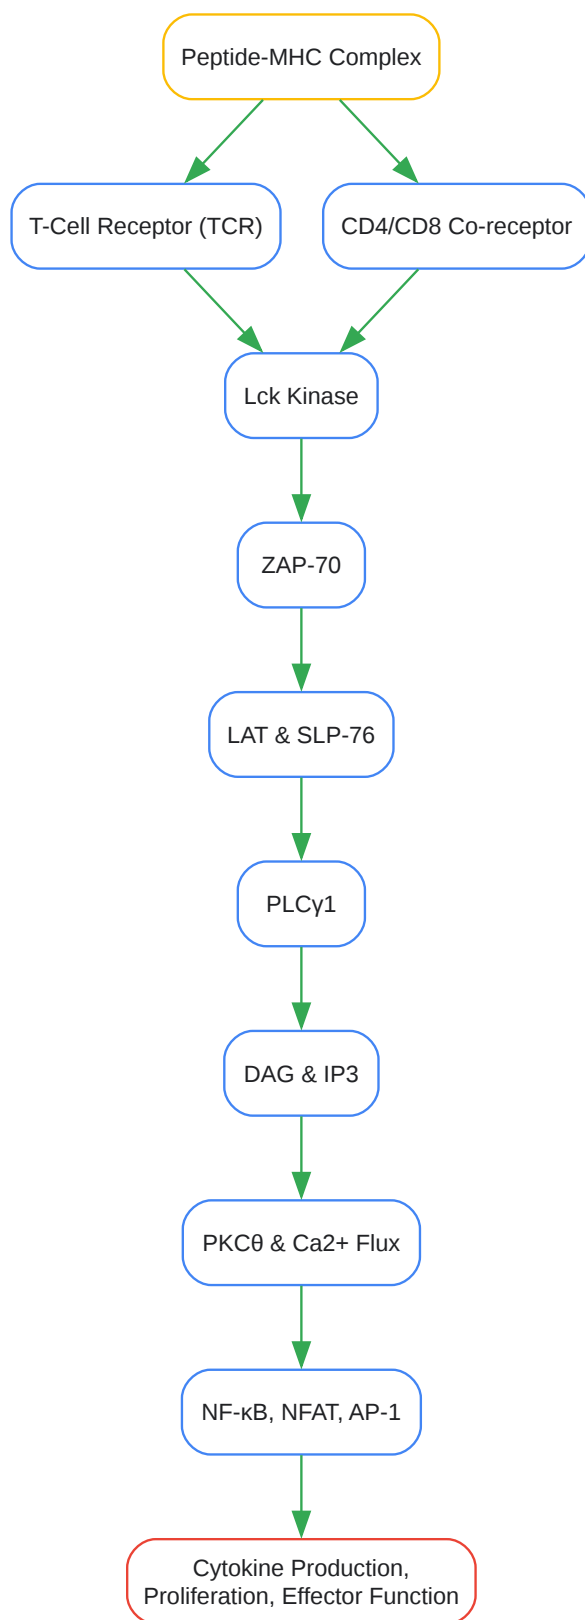 Peptide-MHC Complex
T-Cell Receptor (TCR)
CD4/CD8 Co-receptor
Lck Kinase
ZAP-70
LAT & SLP-76
PLCγ1
DAG & IP3
PKCθ & Ca2+ Flux
NF-κB, NFAT, AP-1
Cytokine Production,
Proliferation, Effector Function